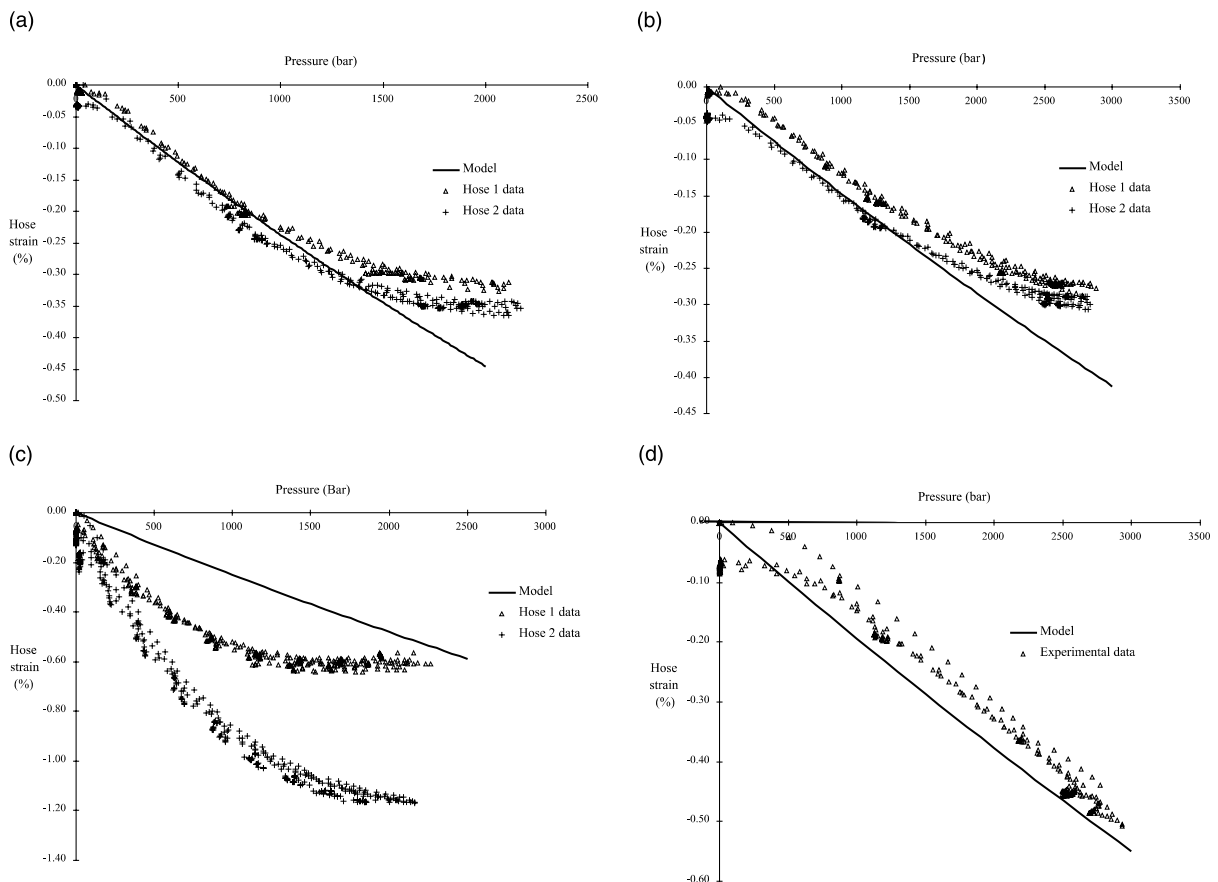 (a)
Pressure (bar)
0.00
500
1000
1500
2000
2500
-0.05
-0.10
-0.15
-0.20
-0.25
-0.30
-0.35
-0.40
-0.45
-0.50
Hose
strain
(%)
Model
Hose 1 data
Hose 2 data
(b)
Pressure (bar)
0.00
0
500
1000
1500
2000
2500
3000
3500
-0.05
-0.10
-0.15
-0.20
-0.25
-0.30
-0.35
-0.40
-0.45
Hose
strain
(%)
Model
Hose 1 data
Hose 2 data
(c)
Pressure (Bar)
0.00
500
1000
1500
2000
2500
3000
-0.20
-0.40
-0.60
-0.80
-1.00
-1.20
-1.40
Hose
strain
(%)
Model
Hose 1 data
Hose 2 data
(d)
Pressure (bar)
0.00
0
500
1000
1500
2000
2500
3000
3500
-0.10
-0.20
-0.30
-0.40
-0.50
-0.60
Hose
strain
(%)
Model
Experimental data